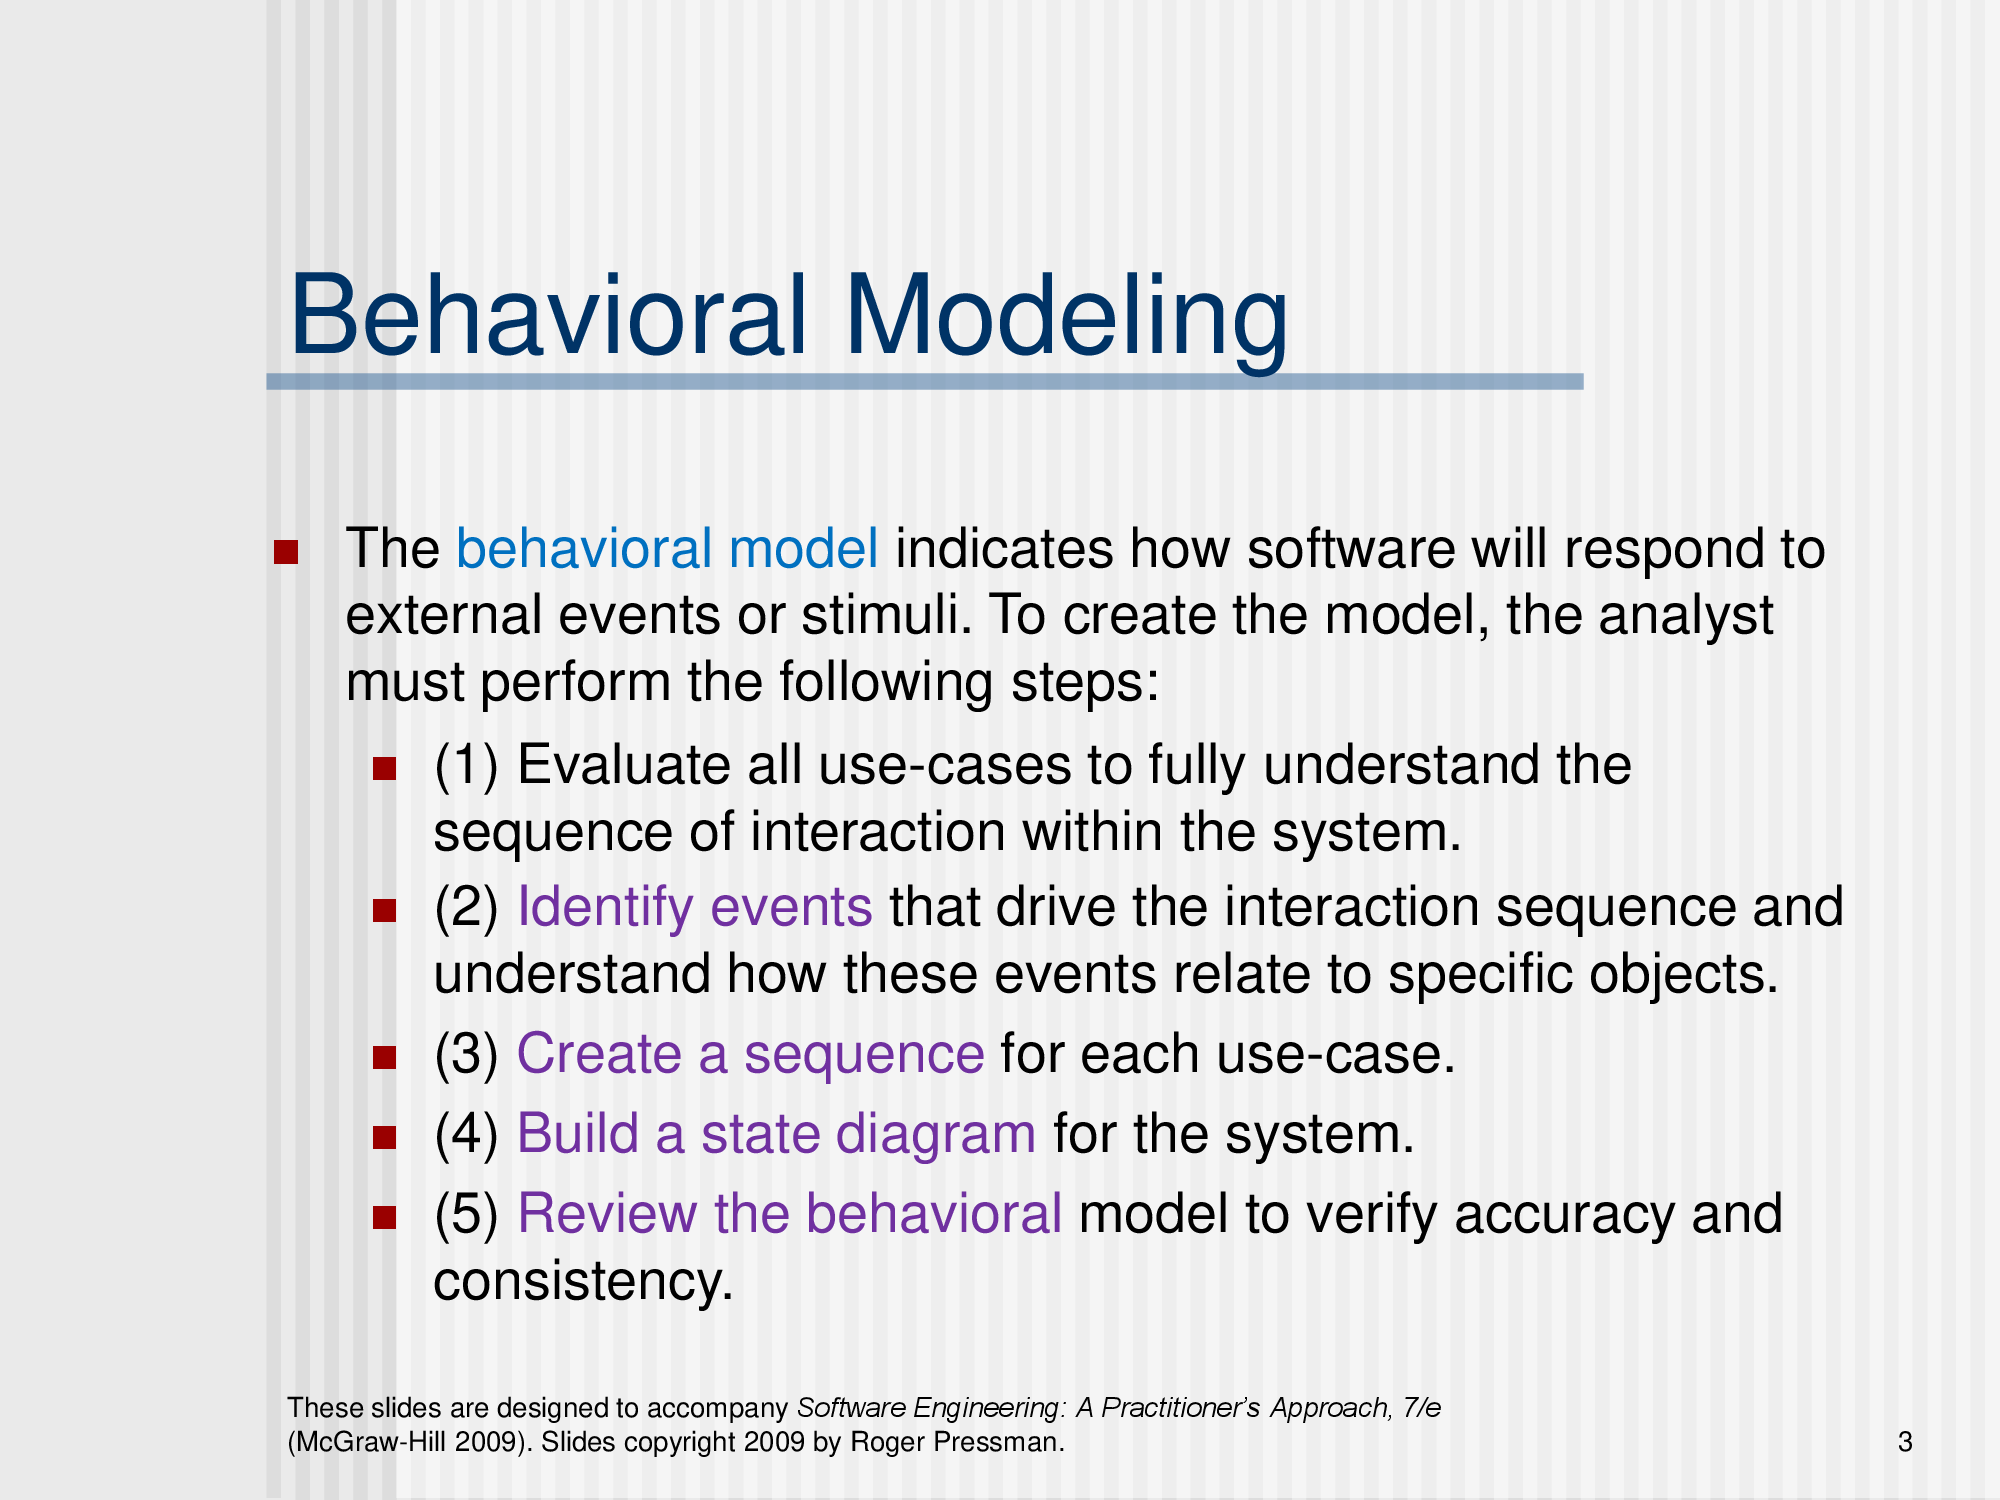 Behavioral Modeling
The behavioral model indicates how software will respond to
external events or stimuli. To create the model, the analyst
must perform the following steps:
(1) Evaluate all use-cases to fully understand the
sequence of interaction within the system.
(2) Identify events that drive the interaction sequence and
understand how these events relate to specific objects.
(3) Create a sequence for each use-case.
(4) Build a state diagram for the system.
(5) Review the behavioral model to verify accuracy and
consistency.
These slides are designed to accompany Software Engineering: A Practitioner’s Approach, 7/e
(McGraw-Hill 2009). Slides copyright 2009 by Roger Pressman.
3